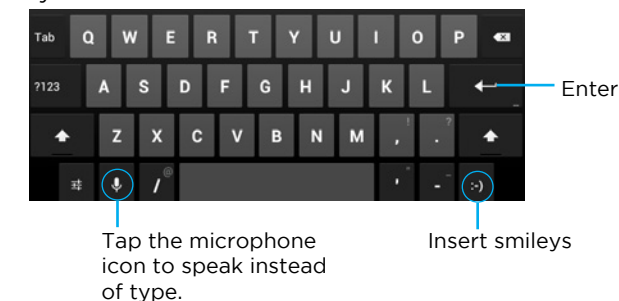 Tab Q W E R T Y U I O P
?123 A S D F G H J K L
Enter
Z X C V B N M , ! . ?
/ @ ' " - _ :-)
Tap the microphone
icon to speak instead
of type.
Insert smileys